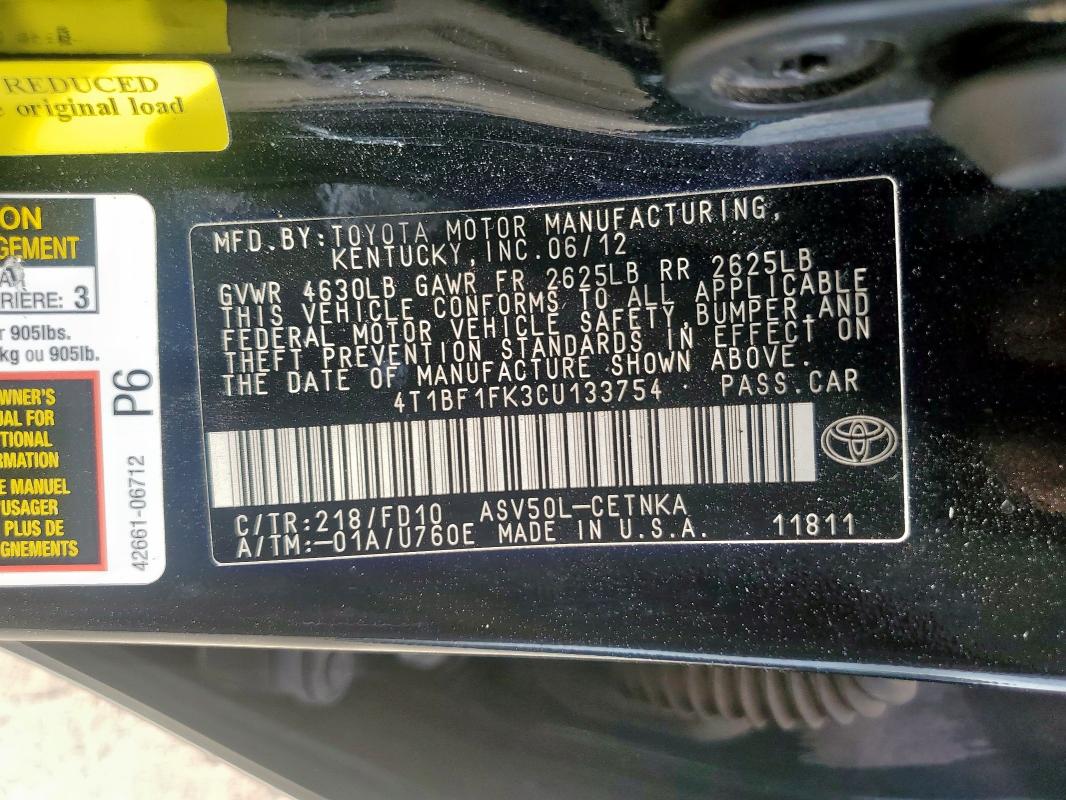 REDUCED
original load
ON
GEMENT
RIERE: 3
905lbs.
kg ou 905lb.
WNER'S
UAL FOR
TIONAL
RMATION
E MANUEL
'USAGER
PLUS DE
GNEMENTS
P6
42661-06712
MFD.BY:TOYOTA MOTOR MANUFACTURING,
KENTUCKY, INC.06/12
GVWR 4630LB GAWR FR 2625LB RR 2625LB
THIS VEHICLE CONFORMS TO ALL APPLICABLE
FEDERAL MOTOR VEHICLE SAFETY,BUMPER,AND
THEFT PREVENTION STANDARDS IN EFFECT ON
THE DATE OF MANUFACTURE SHOWN ABOVE.
4T1BF1FK3CU133754 PASS.CAR
C/TR:218/FD10 ASV50L-CETNKA
A/TM:-01A/U760E MADE IN U.S.A. 11811